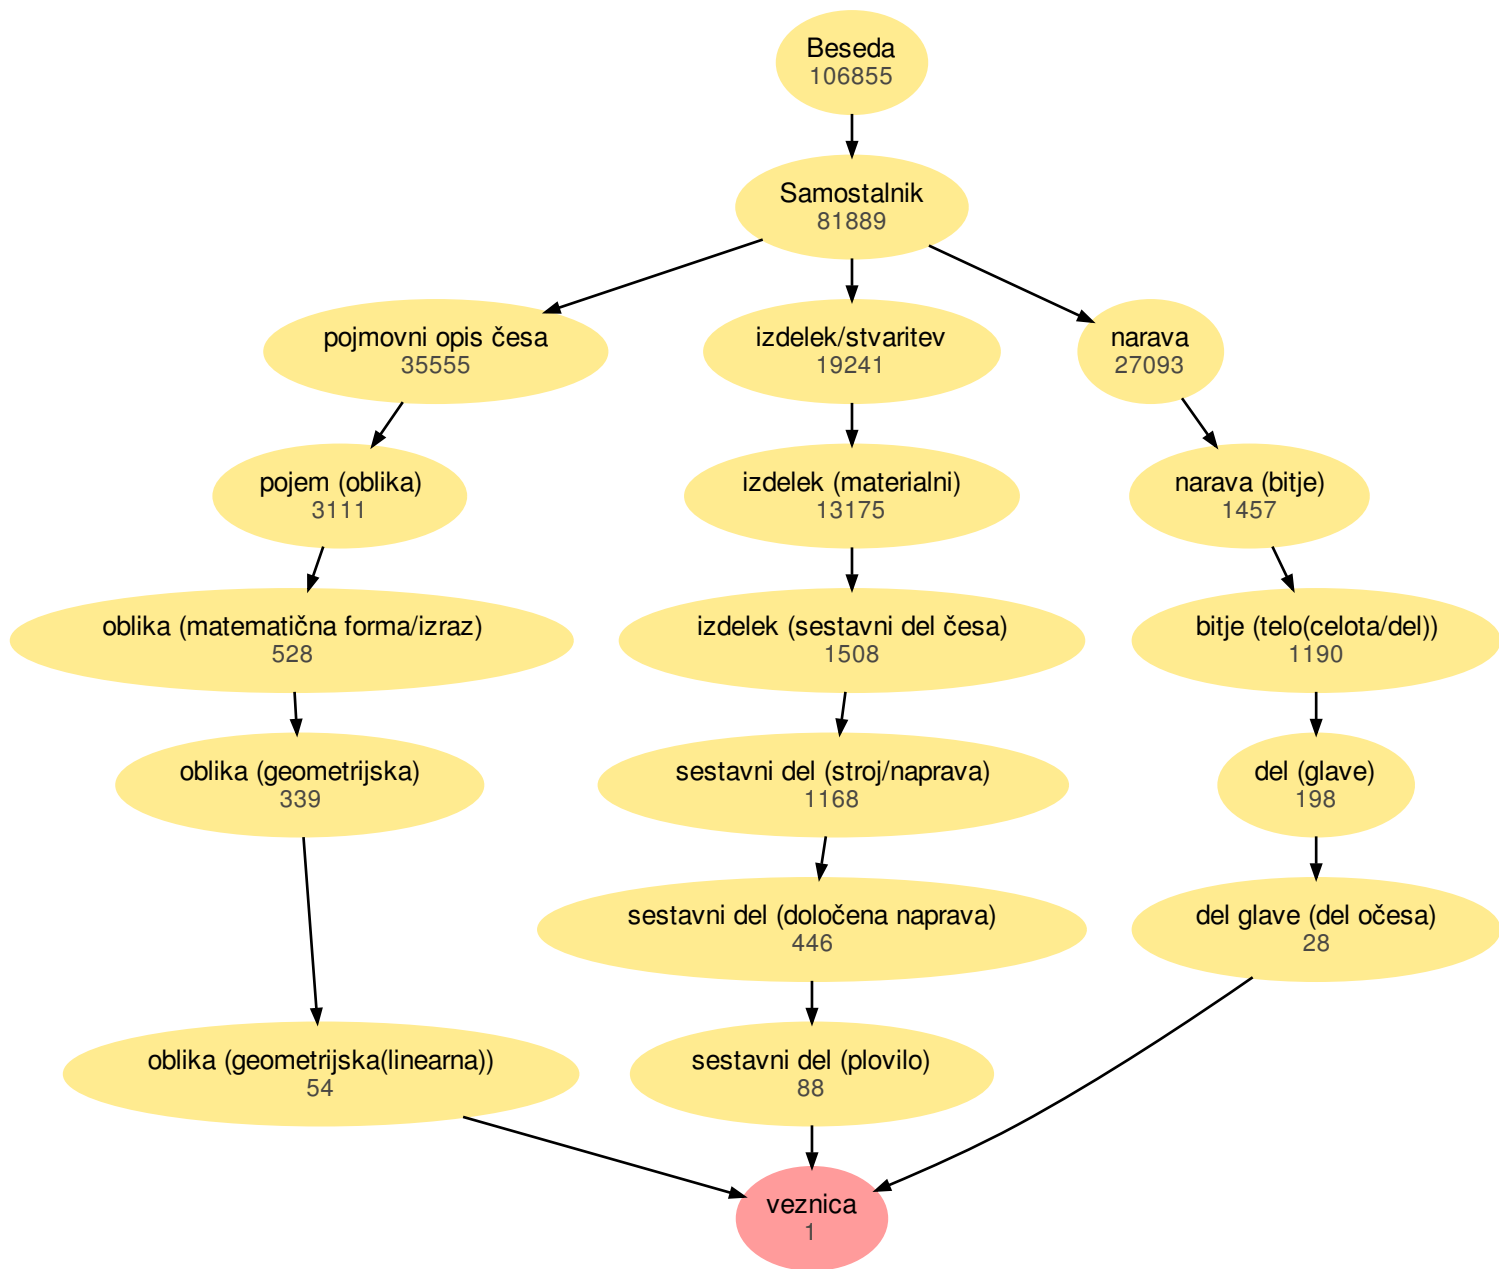 Beseda
106855
Samostalnik
81889
pojmovni opis česa
35555
izdelek/stvaritev
19241
narava
27093
pojem (oblika)
3111
izdelek (materialni)
13175
narava (bitje)
1457
oblika (matematična forma/izraz)
528
izdelek (sestavni del česa)
1508
bitje (telo(celota/del))
1190
oblika (geometrijska)
339
sestavni del (stroj/naprava)
1168
del (glave)
198
sestavni del (določena naprava)
446
del glave (del očesa)
28
oblika (geometrijska(linearna))
54
sestavni del (plovilo)
88
veznica
1